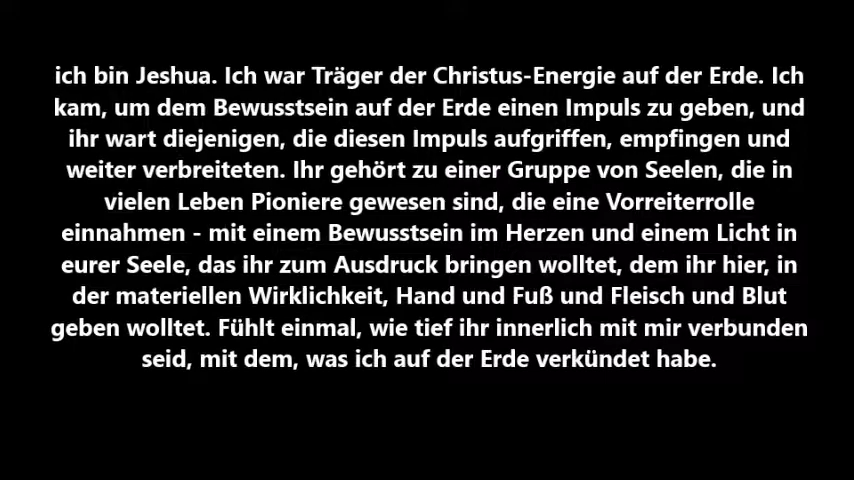 ich bin Jeshua. Ich war Träger der Christus-Energie auf der Erde. Ich
kam, um dem Bewusstsein auf der Erde einen Impuls zu geben, und
ihr wart diejenigen, die diesen Impuls aufgriffen, empfingen und
weiter verbreiteten. Ihr gehört zu einer Gruppe von Seelen, die in
vielen Leben Pioniere gewesen sind, die eine Vorreiterrolle
einnahmen - mit einem Bewusstsein im Herzen und einem Licht in
eurer Seele, das ihr zum Ausdruck bringen wolltet, dem ihr hier, in
der materiellen Wirklichkeit, Hand und Fuß und Fleisch und Blut
geben wolltet. Fühlt einmal, wie tief ihr innerlich mit mir verbunden
seid, mit dem, was ich auf der Erde verkündet habe.